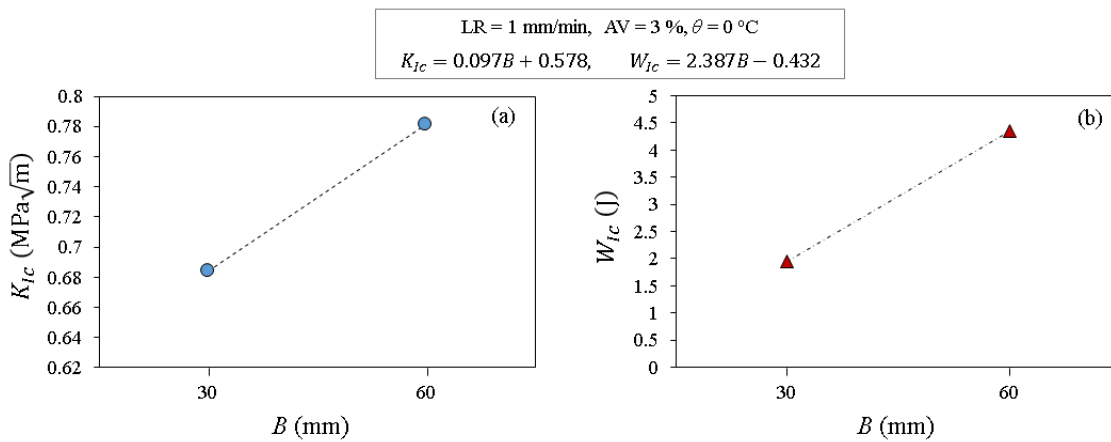 LR = 1 mm/min, AV = 3 %, θ = 0 °C
K_Ic = 0.097B + 0.578, W_Ic = 2.387B − 0.432
(a)
K_Ic (MPa√m)
0.8
0.78
0.76
0.74
0.72
0.7
0.68
0.66
0.64
0.62
30 60
B (mm)
(b)
W_Ic (J)
5
4.5
4
3.5
3
2.5
2
1.5
1
0.5
0
30 60
B (mm)